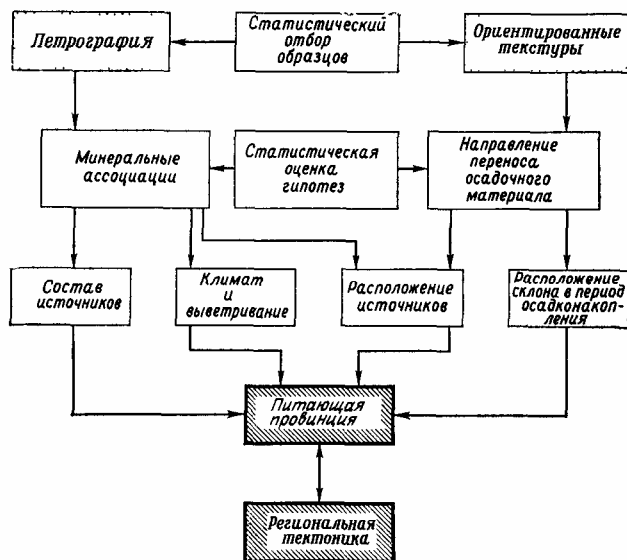 Петрография
Статистический
отбор
образцов
Ориентированные
текстуры
Минеральные
ассоциации
Статистическая
оценка
гипотез
Направление
переноса
осадочного
материала
Состав
источников
Климат
и
выветривание
Расположение
источников
Расположение
склона в период
осадконакоп-
ления
Питающая
провинция
Региональная
тектоника